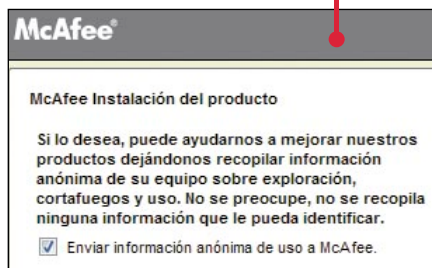 McAfee®
McAfee Instalación del producto
Si lo desea, puede ayudarnos a mejorar nuestros
productos dejándonos recopilar información
anónima de su equipo sobre exploración,
cortafuegos y uso. No se preocupe, no se recopila
ninguna información que le pueda identificar.
Enviar información anónima de uso a McAfee.